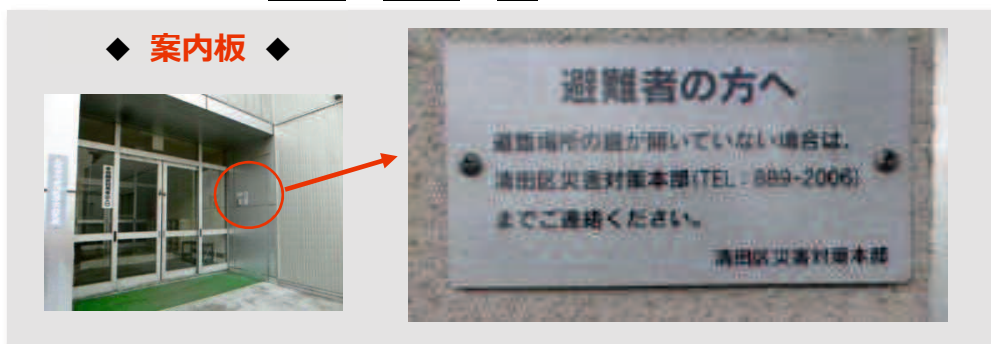 ◆ 案内板 ◆
避難者の方へ
避難場所の扉が開いていない場合は、
清田区災害対策本部(TEL:889-2006)
までご連絡ください。
清田区災害対策本部